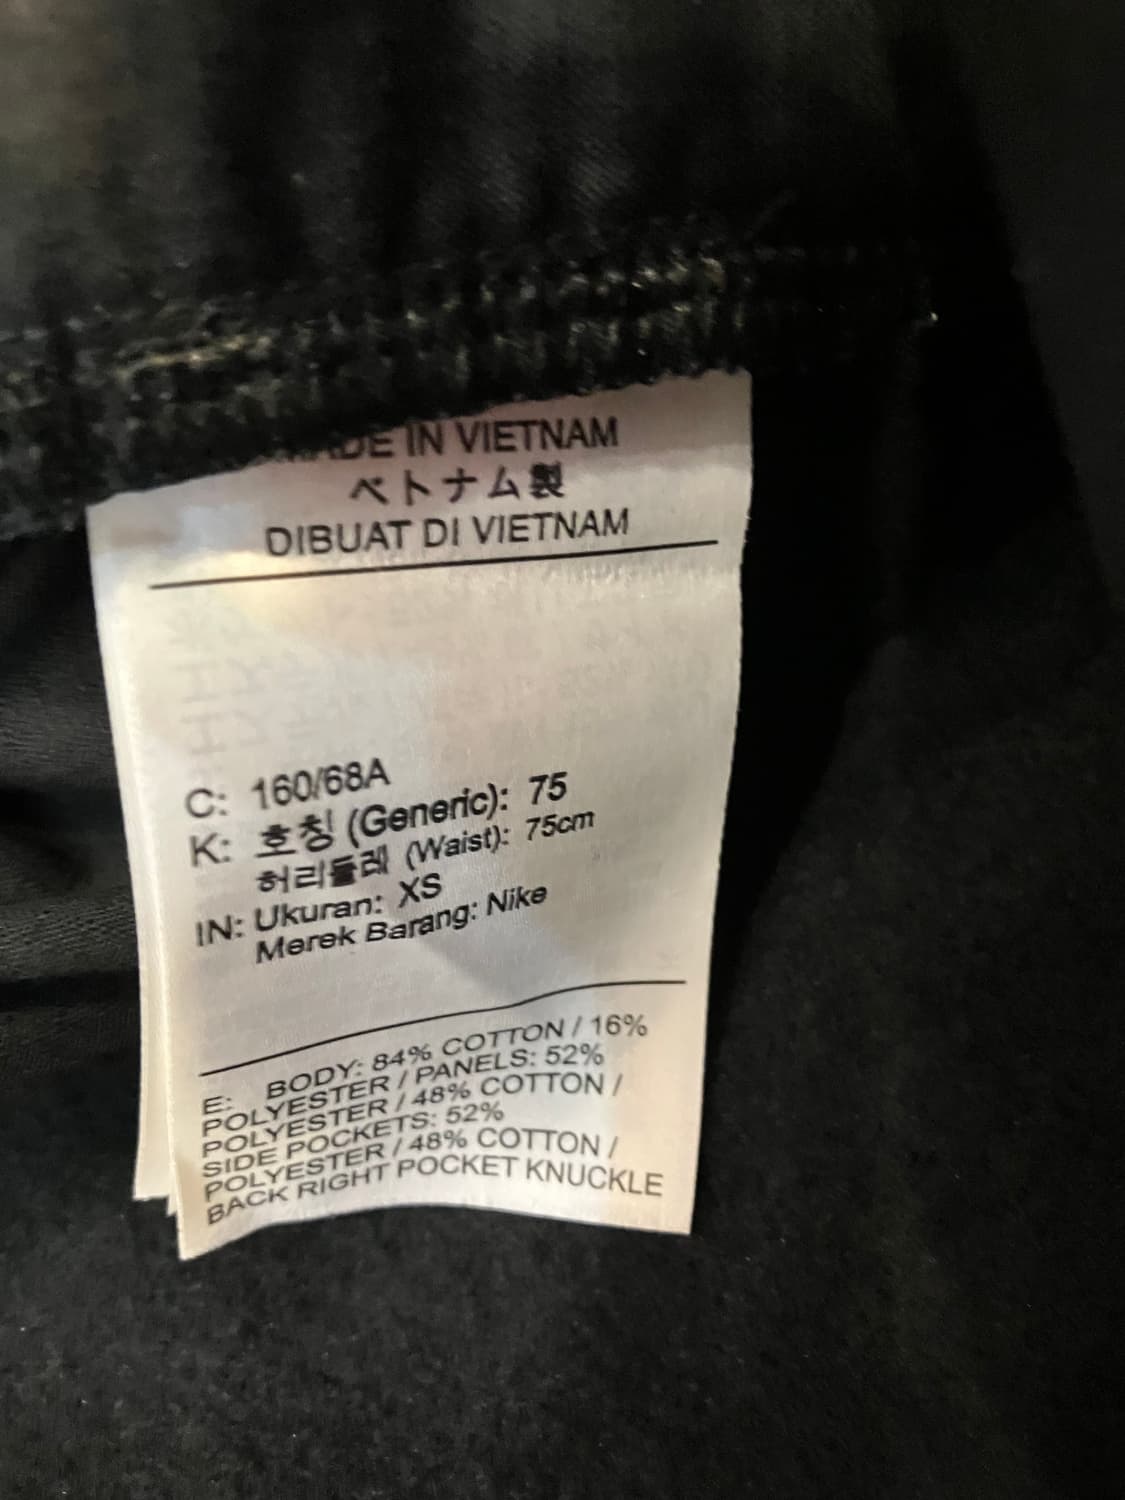 MADE IN VIETNAM
ベトナム製
DIBUAT DI VIETNAM
C: 160/68A
K: 호칭 (Generic): 75
허리둘레 (Waist): 75cm
IN: Ukuran: XS
Merek Barang: Nike
E: BODY: 84% COTTON / 16%
POLYESTER / PANELS: 52%
POLYESTER / 48% COTTON /
SIDE POCKETS: 52%
POLYESTER / 48% COTTON /
BACK RIGHT POCKET KNUCKLE